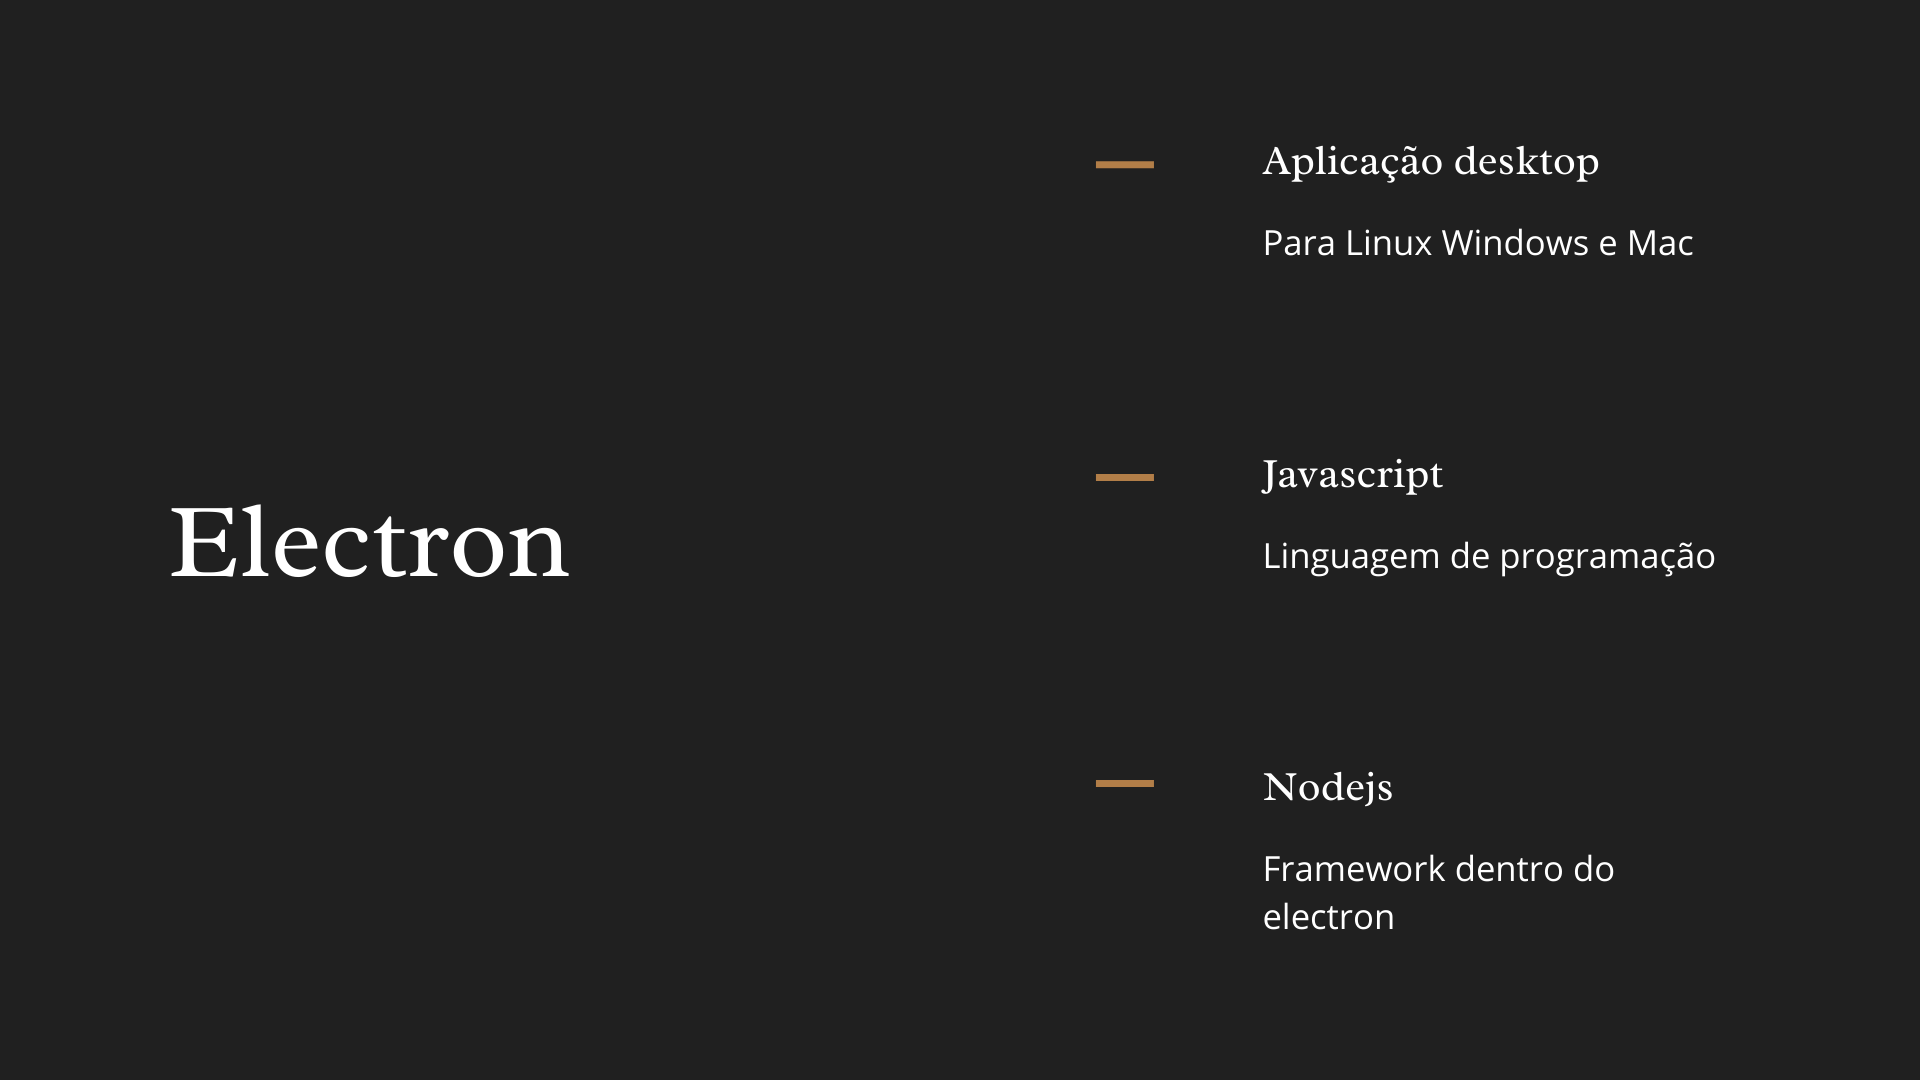 Electron
Aplicação desktop
Para Linux Windows e Mac
Javascript
Linguagem de programação
Nodejs
Framework dentro do
electron